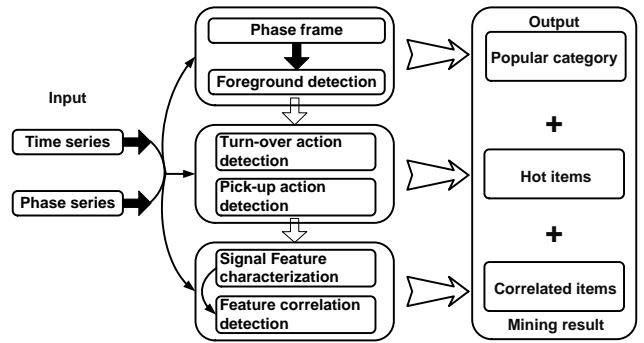 Input
Time series
Phase series
Phase frame
Foreground detection
Turn-over action
detection
Pick-up action
detection
Signal Feature
characterization
Feature correlation
detection
Output
Popular category
+
Hot items
+
Correlated items
Mining result